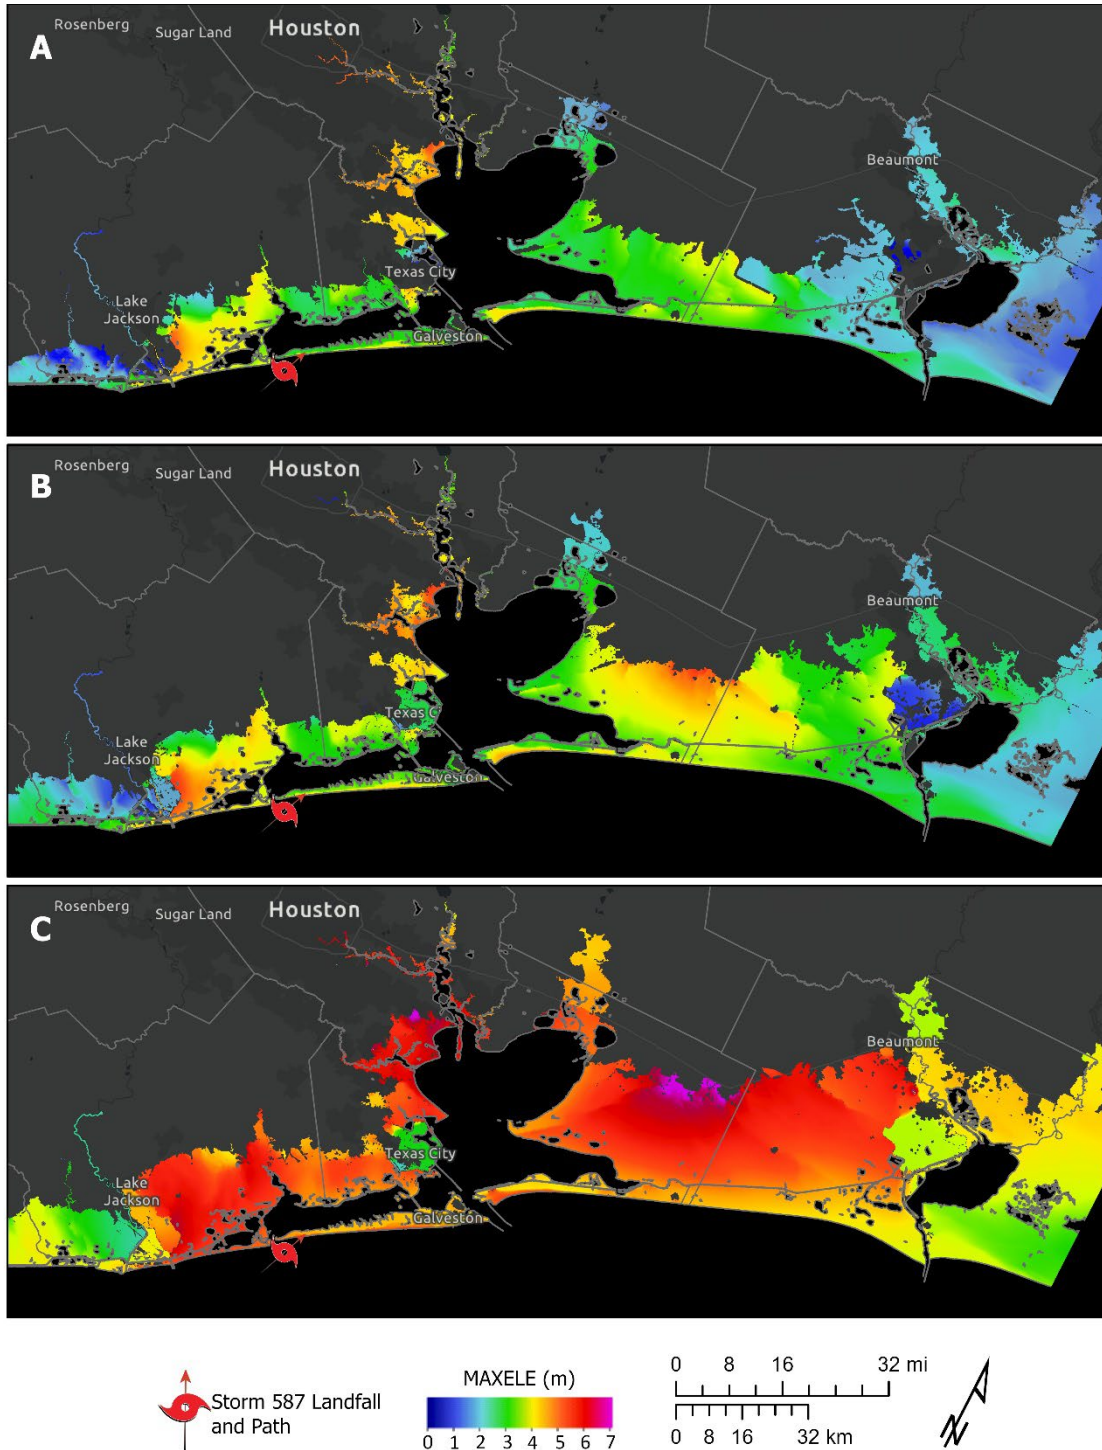 Rosenberg
Sugar Land
Houston
A
Beaumont
Texas City
Lake
Jackson
Galveston
Rosenberg
Sugar Land
Houston
B
Beaumont
Texas C
Lake
Jackson
Galveston
Rosenberg
Sugar Land
Houston
C
Beaumont
Texas City
Lake
Jackson
Galveston
Storm 587 Landfall
and Path
MAXELE (m)
0 1 2 3 4 5 6 7
0 8 16 32 mi
0 8 16 32 km
N